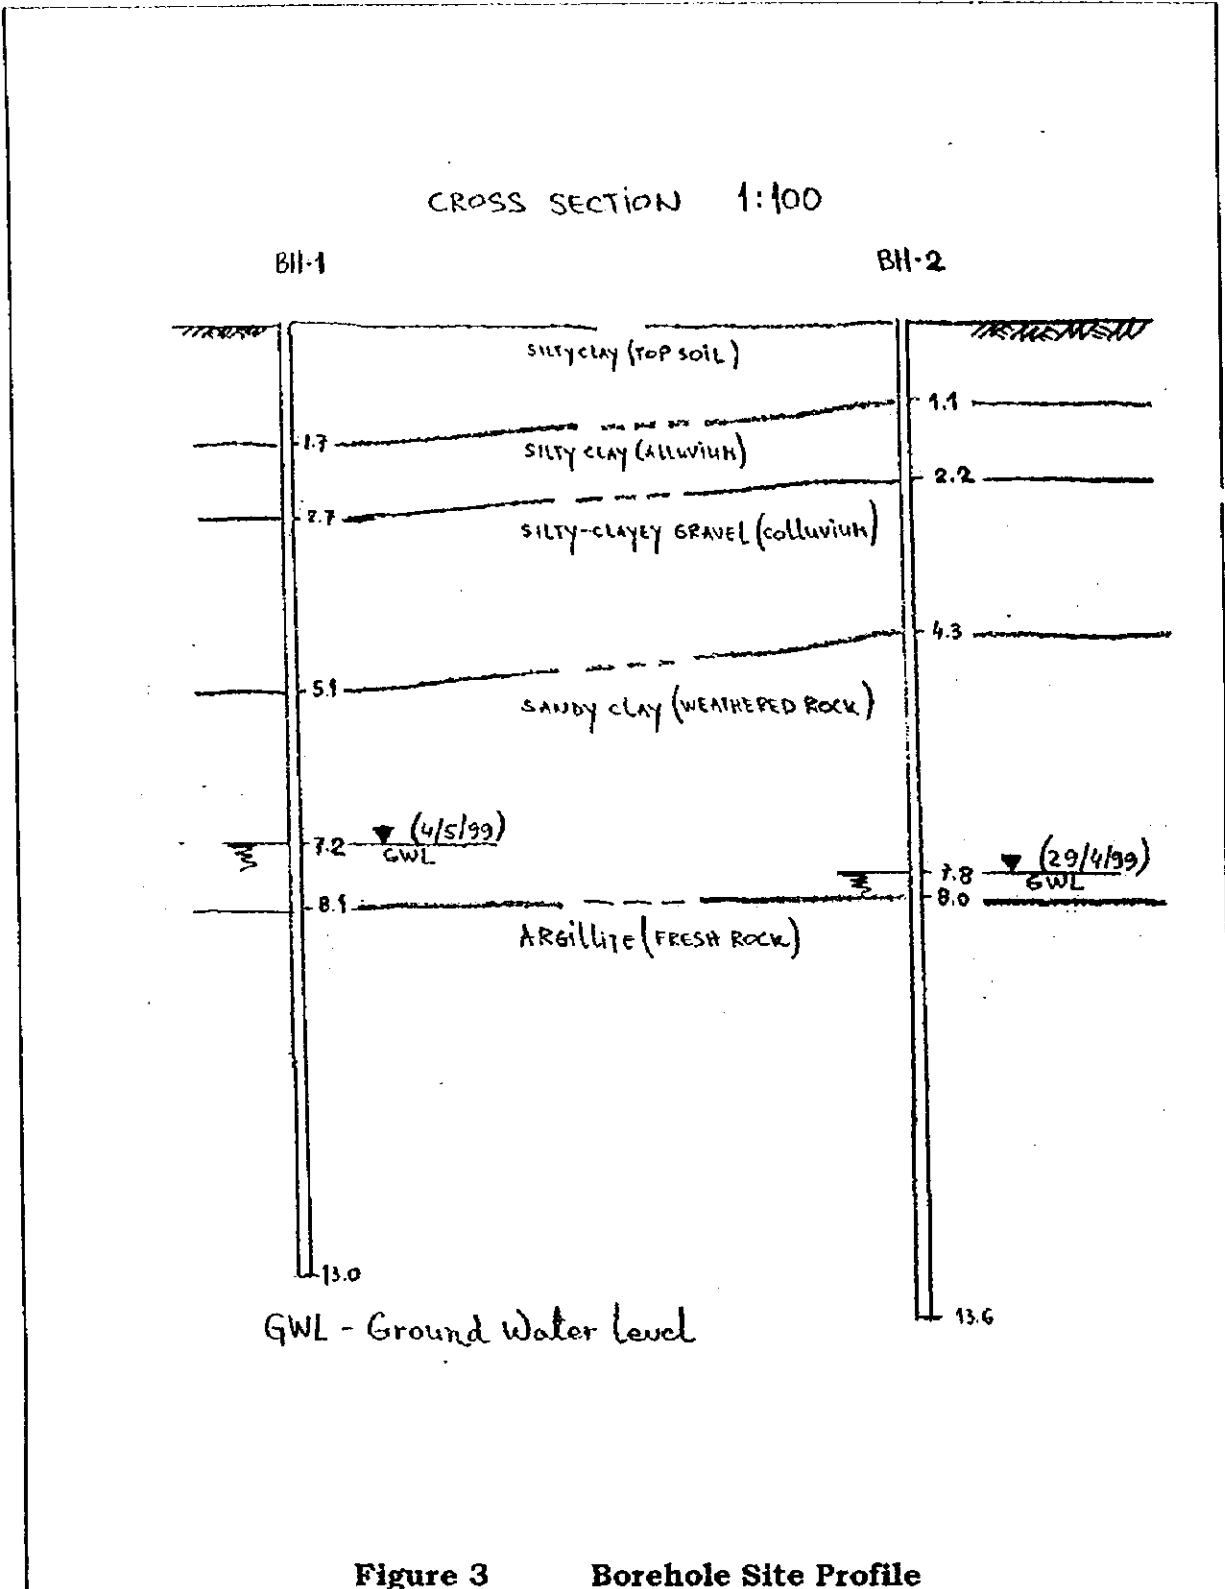 CROSS SECTION 1:100
BH-1 BH-2
SILTY CLAY (TOP SOIL)
1.1
1.7
SILTY CLAY (ALLUVIUM)
2.2
2.7
SILTY-CLAYEY GRAVEL (COLLUVIUM)
4.3
5.1
SANDY CLAY (WEATHERED ROCK)
7.2 (4/5/99)
GWL
7.8 (29/4/99)
GWL
8.1 8.0
ARGILLITE (FRESH ROCK)
13.0
13.6
GWL - Ground Water Level
Figure 3 Borehole Site Profile